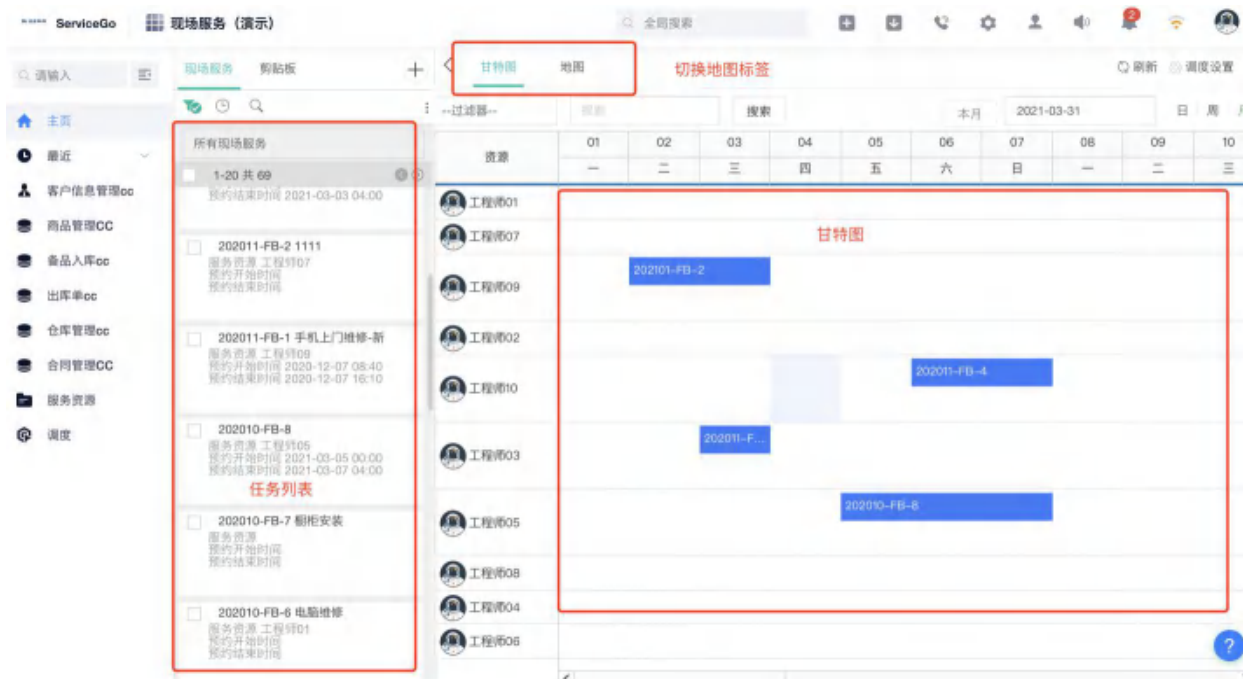 ServiceGo
现场服务（演示）
全局搜索
0
2
请输入
现场服务
剪贴板
甘特图
地图
切换地图标签
刷新
调度设置
主页
最近
客户信息管理cc
商品管理CC
备品入库cc
出库单cc
仓库管理cc
合同管理CC
服务资源
调度
--过滤器--
搜索
搜索
本月
2021-03-31
日
周
所有现场服务
1-20 共 69
预约结束时间 2021-03-03 04:00
202011-FB-2 1111
服务资源 工程师07
预约开始时间
预约结束时间
202011-FB-1 手机上门维修-新
服务资源 工程师09
预约开始时间 2020-12-07 08:40
预约结束时间 2020-12-07 16:10
202010-FB-8
服务资源 工程师05
预约开始时间 2021-03-05 00:00
预约结束时间 2021-03-07 04:00
任务列表
202010-FB-7 橱柜安装
服务资源
预约开始时间
预约结束时间
202010-FB-6 电脑维修
服务资源 工程师01
预约开始时间
预约结束时间
资源
01 02 03 04 05 06 07 08 09 10
一 二 三 四 五 六 日 一 二 三
工程师01
工程师07
甘特图
202101-FB-2
工程师09
工程师02
202011-FB-4
工程师10
202011-F...
工程师03
202010-FB-8
工程师05
工程师08
工程师04
工程师06
?